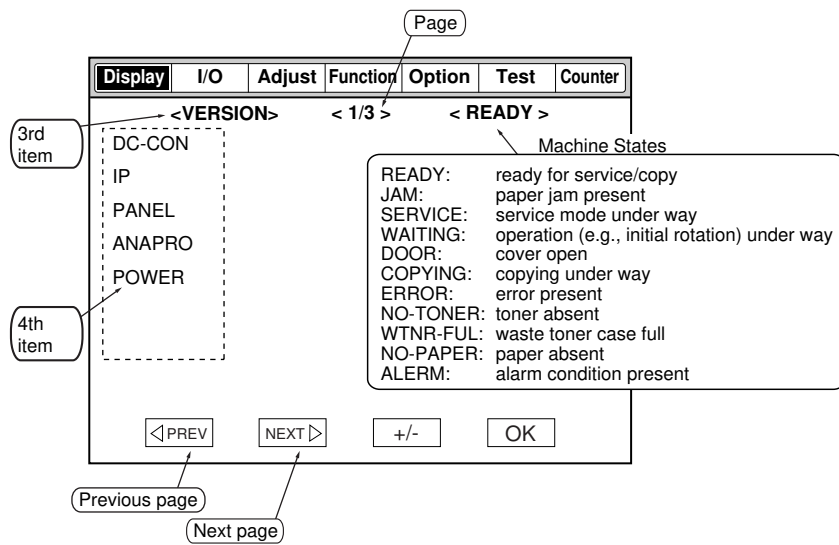 Page
Display I/O Adjust Function Option Test Counter
<VERSION> < 1/3 > < READY >
3rd
item
Machine States
DC-CON
IP
PANEL
ANAPRO
POWER
READY: ready for service/copy
JAM: paper jam present
SERVICE: service mode under way
WAITING: operation (e.g., initial rotation) under way
DOOR: cover open
COPYING: copying under way
ERROR: error present
NO-TONER: toner absent
WTNR-FUL: waste toner case full
NO-PAPER: paper absent
ALERM: alarm condition present
4th
item
PREV NEXT +/- OK
Previous page
Next page